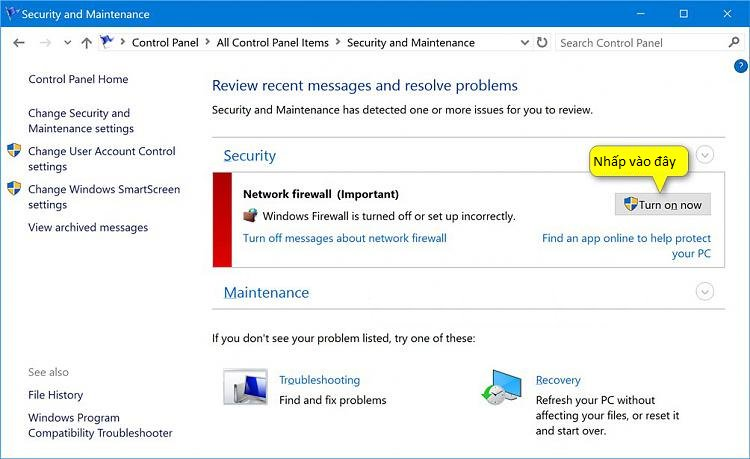 Security and Maintenance
Control Panel
All Control Panel Items
Security and Maintenance
Search Control Panel
?
Control Panel Home
Change Security and
Maintenance settings
Change User Account Control
settings
Change Windows SmartScreen
settings
View archived messages
Review recent messages and resolve problems
Security and Maintenance has detected one or more issues for you to review.
Security
Nhấp vào đây
Network firewall (Important)
Windows Firewall is turned off or set up incorrectly.
Turn on now
Turn off messages about network firewall
Find an app online to help protect
your PC
Maintenance
If you don't see your problem listed, try one of these:
Troubleshooting
Find and fix problems
Recovery
Refresh your PC without
affecting your files, or reset it
and start over.
See also
File History
Windows Program
Compatibility Troubleshooter